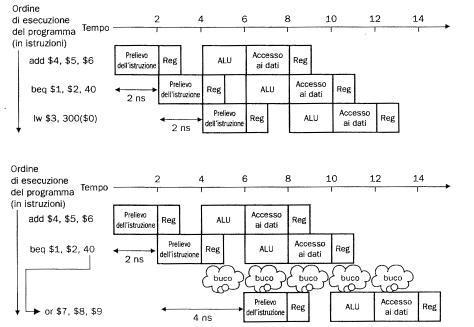 Ordine
di esecuzione
del programma
(in istruzioni)
Tempo
2 4 6 8 10 12 14
add $4, $5, $6
Prelievo
dell'istruzione
Reg
ALU
Accesso
ai dati
Reg
beq $1, $2, 40
2 ns
Prelievo
dell'istruzione
Reg
ALU
Accesso
ai dati
Reg
lw $3, 300($0)
2 ns
Prelievo
dell'istruzione
Reg
ALU
Accesso
ai dati
Reg
Ordine
di esecuzione
del programma
(in istruzioni)
Tempo
2 4 6 8 10 12 14
add $4, $5, $6
Prelievo
dell'istruzione
Reg
ALU
Accesso
ai dati
Reg
beq $1, $2, 40
2 ns
Prelievo
dell'istruzione
Reg
ALU
Accesso
ai dati
Reg
buco buco buco buco buco
or $7, $8, $9
4 ns
Prelievo
dell'istruzione
Reg
ALU
Accesso
ai dati
Reg